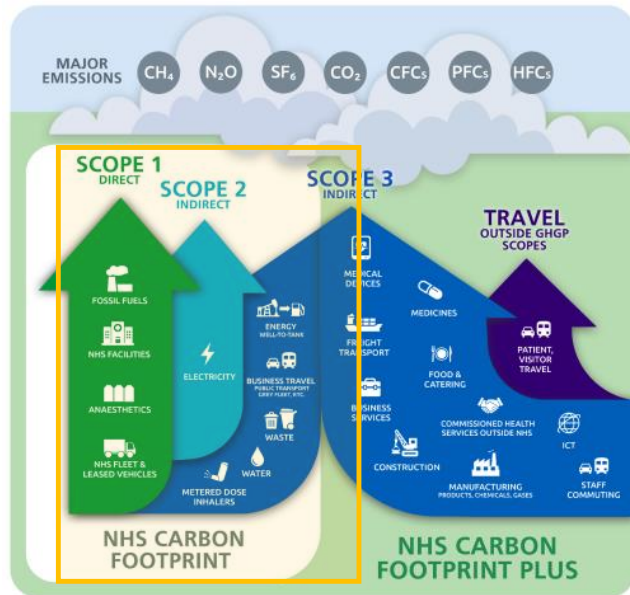 MAJOR
EMISSIONS
CH₄
N₂O
SF₆
CO₂
CFCs
PFCs
HFCs
SCOPE 1
DIRECT
SCOPE 2
INDIRECT
SCOPE 3
INDIRECT
TRAVEL
OUTSIDE GHGP
SCOPES
FOSSIL FUELS
NHS FACILITIES
ANAESTHETICS
NHS FLEET &
LEASED VEHICLES
ELECTRICITY
ENERGY
WELL-TO-TANK
BUSINESS TRAVEL
PUBLIC TRANSPORT
GREY FLEET, ETC.
WASTE
WATER
METERED DOSE
INHALERS
MEDICAL
DEVICES
FREIGHT
TRANSPORT
BUSINESS
SERVICES
CONSTRUCTION
MEDICINES
FOOD &
CATERING
COMMISSIONED HEALTH
SERVICES OUTSIDE NHS
MANUFACTURING
PRODUCTS, CHEMICALS, GASES
PATIENT,
VISITOR
TRAVEL
ICT
STAFF
COMMUTING
NHS CARBON
FOOTPRINT
NHS CARBON
FOOTPRINT PLUS